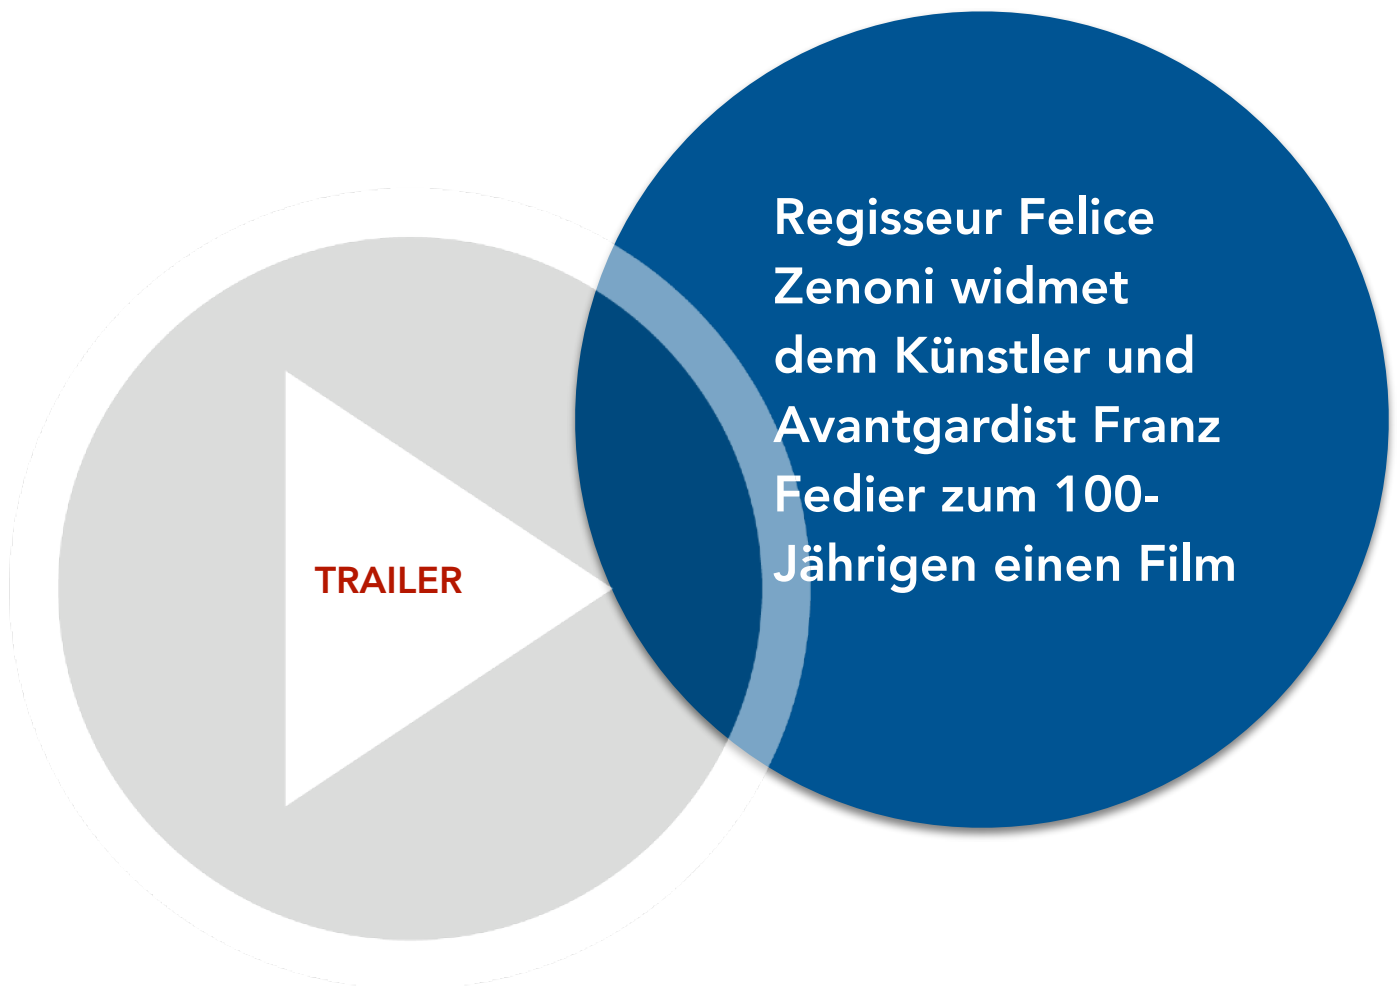 Regisseur Felice
Zenoni widmet
dem Künstler und
Avantgardist Franz
Fedier zum 100-
Jährigen einen Film
TRAILER